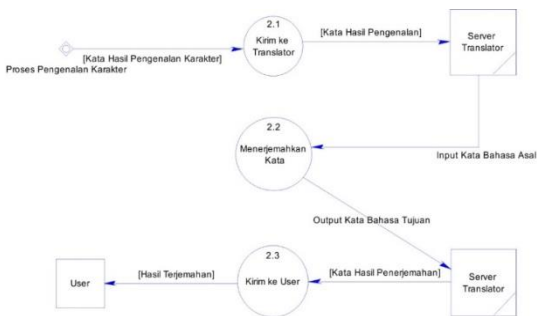 2.1
Kirim ke
Translator
[Kata Hasil Pengenalan]
Server
Translator
[Kata Hasil Pengenalan Karakter]
Proses Pengenalan Karakter
2.2
Menerjemahkan
Kata
Input Kata Bahasa Asal
Output Kata Bahasa Tujuan
2.3
Kirim ke User
User
[Hasil Terjemahan]
[Kata Hasil Penerjemahan]
Server
Translator